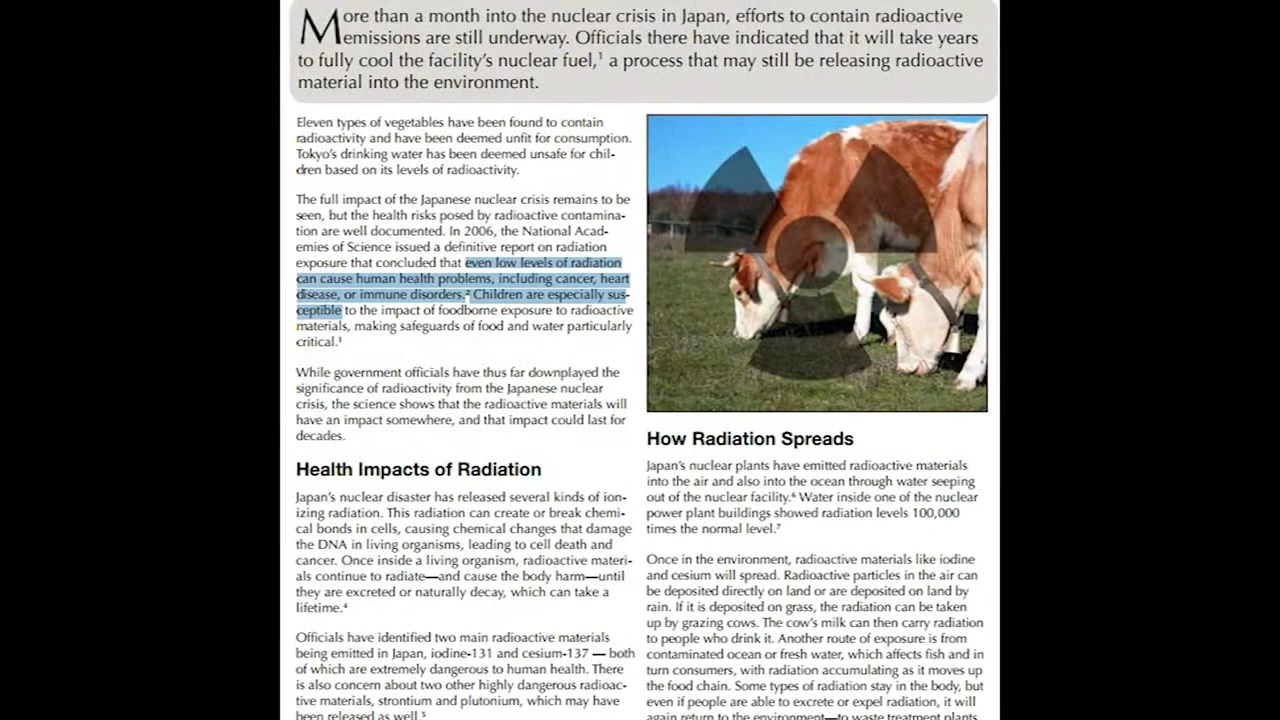 More than a month into the nuclear crisis in Japan, efforts to contain radioactive
emissions are still underway. Officials there have indicated that it will take years
to fully cool the facility's nuclear fuel,¹ a process that may still be releasing radioactive
material into the environment.
Eleven types of vegetables have been found to contain
radioactivity and have been deemed unfit for consumption.
Tokyo's drinking water has been deemed unsafe for chil-
dren based on its levels of radioactivity.
The full impact of the Japanese nuclear crisis remains to be
seen, but the health risks posed by radioactive contamina-
tion are well documented. In 2006, the National Acad-
emies of Science issued a definitive report on radiation
exposure that concluded that even low levels of radiation
can cause human health problems, including cancer, heart
disease, or immune disorders.² Children are especially sus-
ceptible to the impact of foodborne exposure to radioactive
materials, making safeguards of food and water particularly
critical.³
While government officials have thus far downplayed the
significance of radioactivity from the Japanese nuclear
crisis, the science shows that the radioactive materials will
have an impact somewhere, and that impact could last for
decades.
Health Impacts of Radiation
Japan's nuclear disaster has released several kinds of ion-
izing radiation. This radiation can create or break chemi-
cal bonds in cells, causing chemical changes that damage
the DNA in living organisms, leading to cell death and
cancer. Once inside a living organism, radioactive materi-
als continue to radiate—and cause the body harm—until
they are excreted or naturally decay, which can take a
lifetime.⁴
Officials have identified two main radioactive materials
being emitted in Japan, iodine-131 and cesium-137 — both
of which are extremely dangerous to human health. There
is also concern about two other highly dangerous radioac-
tive materials, strontium and plutonium, which may have
been released as well.⁵
How Radiation Spreads
Japan's nuclear plants have emitted radioactive materials
into the air and also into the ocean through water seeping
out of the nuclear facility.⁶ Water inside one of the nuclear
power plant buildings showed radiation levels 100,000
times the normal level.⁷
Once in the environment, radioactive materials like iodine
and cesium will spread. Radioactive particles in the air can
be deposited directly on land or are deposited on land by
rain. If it is deposited on grass, the radiation can be taken
up by grazing cows. The cow's milk can then carry radiation
to people who drink it. Another route of exposure is from
contaminated ocean or fresh water, which affects fish and in
turn consumers, with radiation accumulating as it moves up
the food chain. Some types of radiation stay in the body, but
even if people are able to excrete or expel radiation, it will
again return to the environment—to waste treatment plants